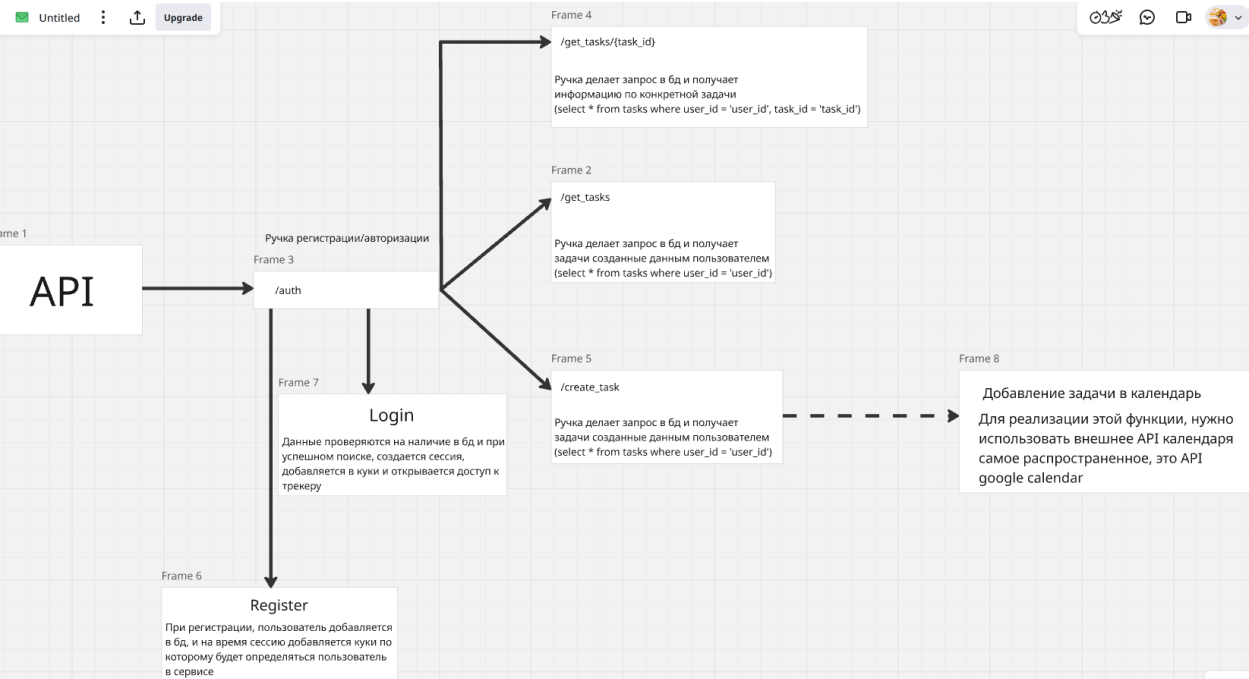 Untitled
Upgrade
Frame 4
/get_tasks/{task_id}
Ручка делает запрос в бд и получает
информацию по конкретной задачи
(select * from tasks where user_id = 'user_id', task_id = 'task_id')
Frame 2
/get_tasks
Ручка делает запрос в бд и получает
задачи созданные данным пользователем
(select * from tasks where user_id = 'user_id')
ame 1
API
Ручка регистрации/авторизации
Frame 3
/auth
Frame 5
/create_task
Ручка делает запрос в бд и получает
задачи созданные данным пользователем
(select * from tasks where user_id = 'user_id')
Frame 8
Добавление задачи в календарь
Для реализации этой функции, нужно
использовать внешнее API календаря
самое распространенное, это API
google calendar
Frame 7
Login
Данные проверяются на наличие в бд и при
успешном поиске, создается сессия,
добавляется в куки и открывается доступ к
трекеру
Frame 6
Register
При регистрации, пользователь добавляется
в бд, и на время сессию добавляется куки по
которому будет определяться пользователь
в сервисе